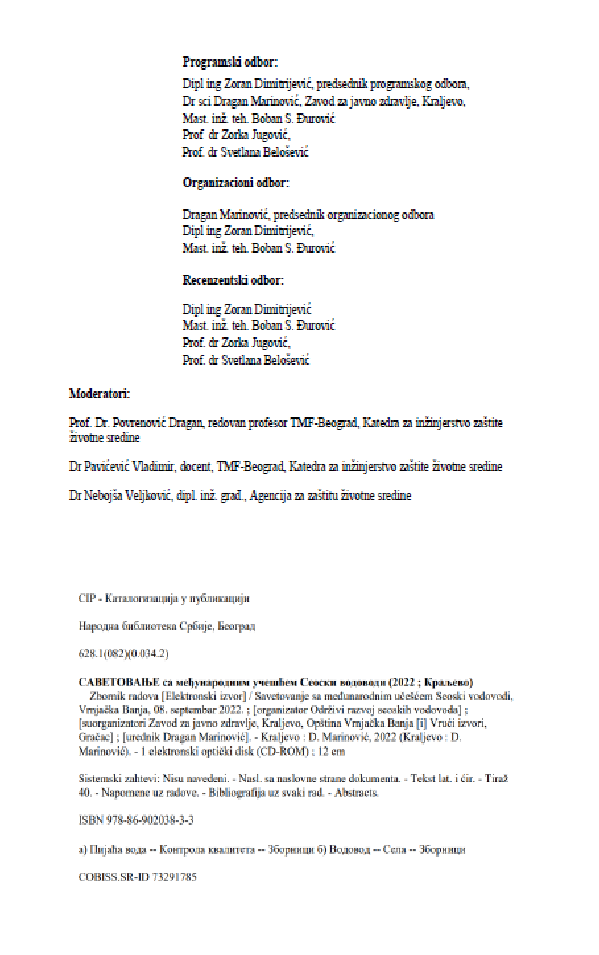 Programski odbor:
Dipl ing Zoran Dimitrijević, predsednik programskog odbora,
Dr sci Dragan Marinović, Zavod za javno zdravlje, Kraljevo,
Mast. inž. teh. Boban S. Đurović
Prof. dr Zorka Jugović,
Prof. dr Svetlana Belošević
Organizacioni odbor:
Dragan Marinović, predsednik organizacionog odbora
Dipl ing Zoran Dimitrijević,
Mast. inž. teh. Boban S. Đurović
Recenzentski odbor:
Dipl ing Zoran Dimitrijević
Mast. inž. teh. Boban S. Đurović
Prof. dr Zorka Jugović,
Prof. dr Svetlana Belošević
Moderatori:
Prof. Dr. Povrenović Dragan, redovan profesor TMF-Beograd, Katedra za inžinjerstvo zaštite
životne sredine
Dr Pavićević Vladimir, docent, TMF-Beograd, Katedra za inžinjerstvo zaštite životne sredine
Dr Nebojša Veljković, dipl. inž. građ., Agencija za zaštitu životne sredine
CIP - Каталогизација у публикацији
Народна библиотека Србије, Београд
628.1(082)(0.034.2)
САВЕТОВАЊЕ са међународним учешћем Сеоски водоводи (2022 ; Краљево)
Zbornik radova [Elektronski izvor] / Savetovanje sa međunarodnim učešćem Seoski vodovodi,
Vrnjačka Banja, 08. septembar 2022. ; [organizator Održivi razvoj seoskih vodovoda] ;
[suorganizatori Zavod za javno zdravlje, Kraljevo, Opština Vrnjačka Banja [i] Vrući izvori,
Gračac] ; [urednik Dragan Marinović]. - Kraljevo : D. Marinović, 2022 (Kraljevo : D.
Marinović). - 1 elektronski optički disk (CD-ROM) ; 12 cm
Sistemski zahtevi: Nisu navedeni. - Nasl. sa naslovne strane dokumenta. - Tekst lat. i ćir. - Tiraž
40. - Napomene uz radove. - Bibliografija uz svaki rad. - Abstracts.
ISBN 978-86-902038-3-3
а) Пијаћа вода -- Контрола квалитета -- Зборници б) Водовод -- Села -- Зборници
COBISS.SR-ID 73291785